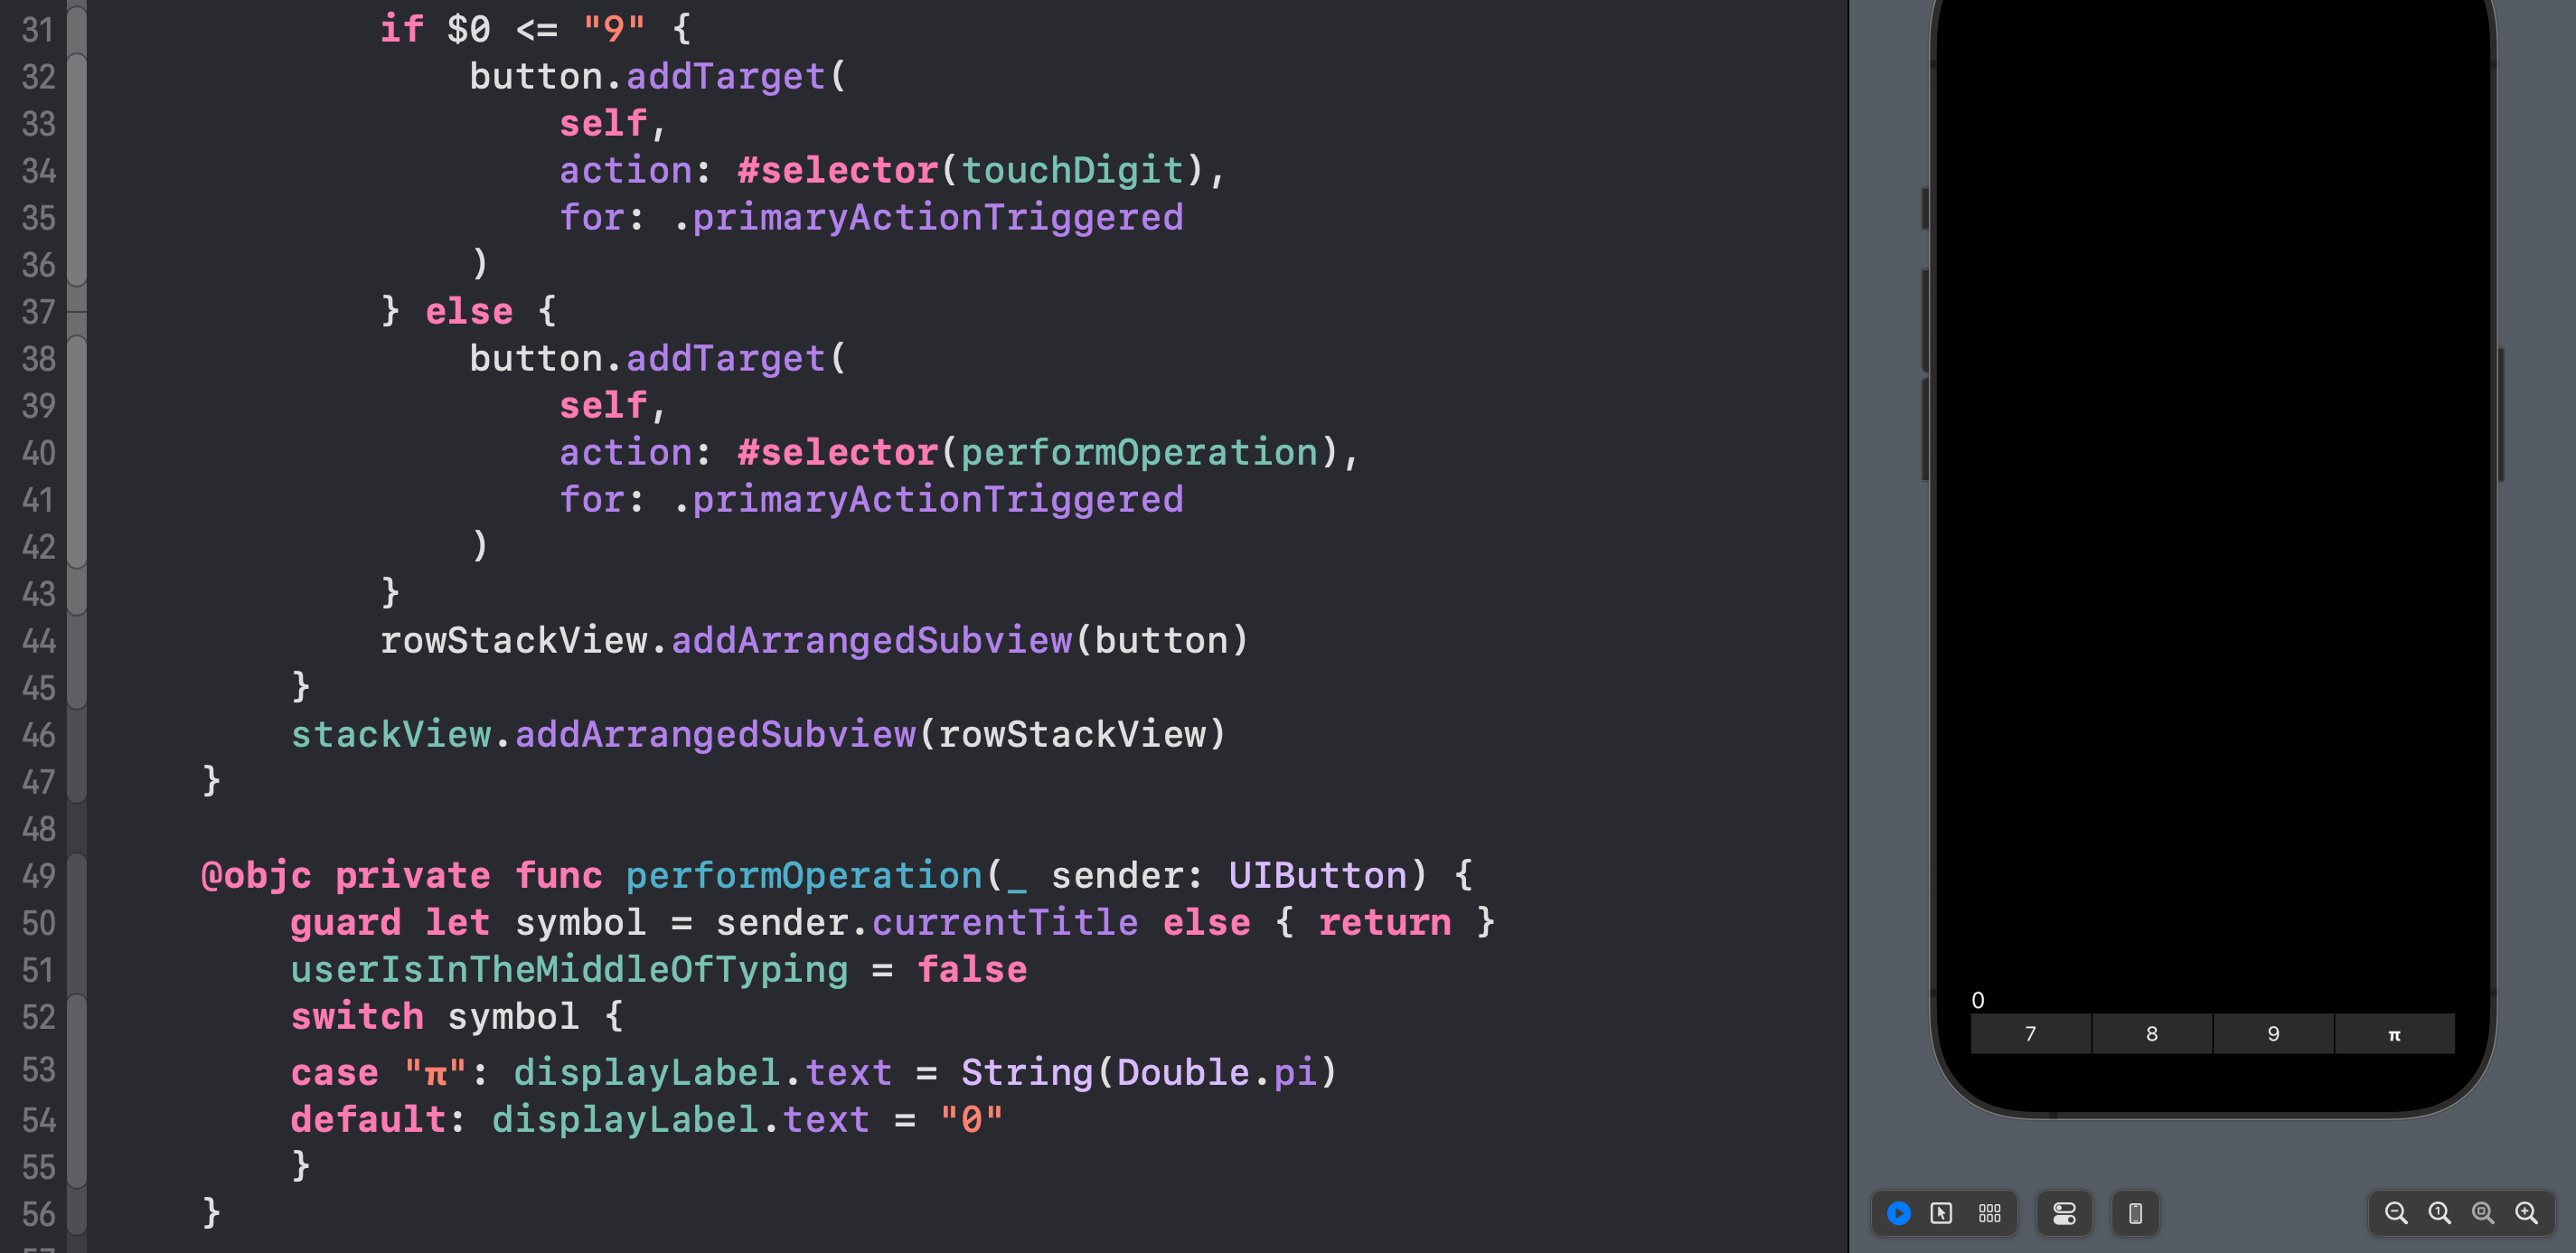 31 if $0 <= "9" {
32 button.addTarget(
33 self,
34 action: #selector(touchDigit),
35 for: .primaryActionTriggered
36 )
37 } else {
38 button.addTarget(
39 self,
40 action: #selector(performOperation),
41 for: .primaryActionTriggered
42 )
43 }
44 rowStackView.addArrangedSubview(button)
45 }
46 stackView.addArrangedSubview(rowStackView)
47 }
48
49 @objc private func performOperation(_ sender: UIButton) {
50 guard let symbol = sender.currentTitle else { return }
51 userIsInTheMiddleOfTyping = false
52 switch symbol {
53 case "π": displayLabel.text = String(Double.pi)
54 default: displayLabel.text = "0"
55 }
56 }
0
7 8 9 π